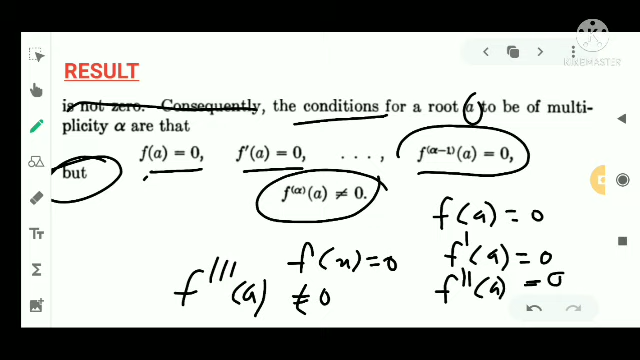 RESULT
is not zero. Consequently, the conditions for a root a to be of multi-
plicity α are that
f(a) = 0, f′(a) = 0, . . . . , f^(α−1)(a) = 0,
but
f^(α)(a) ≠ 0.
f(a) = 0
f(x) = 0 f'(a) = 0
f'''(a) ≠ 0 f''(a) = 0
K
KINEMASTER
Tт
Σ